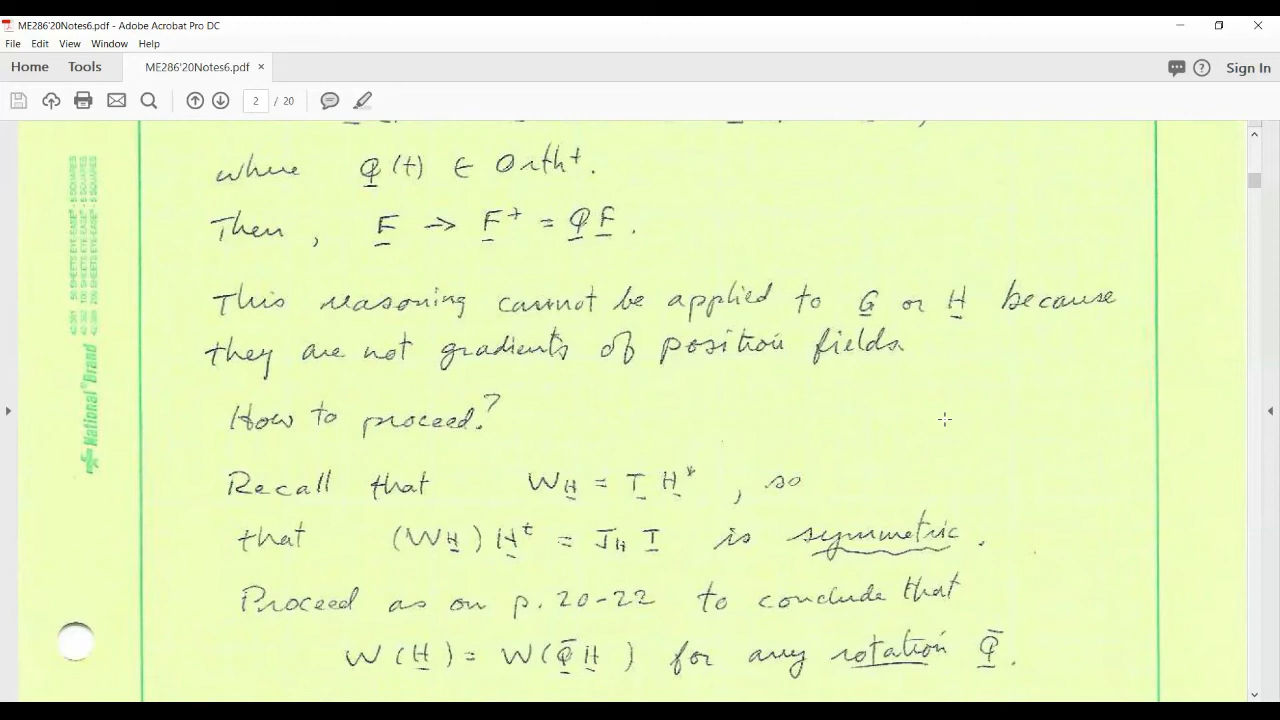 ME286'20Notes6.pdf - Adobe Acrobat Pro DC
File Edit View Window Help
Home Tools ME286'20Notes6.pdf × Sign In
2 / 20
where Q(t) ∈ Orth⁺.
Then, F → F⁺ = QF.
This reasoning cannot be applied to G or H because
they are not gradients of position fields
How to proceed?
Recall that W_H = T H*, so
that (W_H)Hᵗ = J_H T is symmetric.
Proceed as on p. 20-22 to conclude that
W(H) = W(Q̄H) for any rotation Q̄.
National® Brand